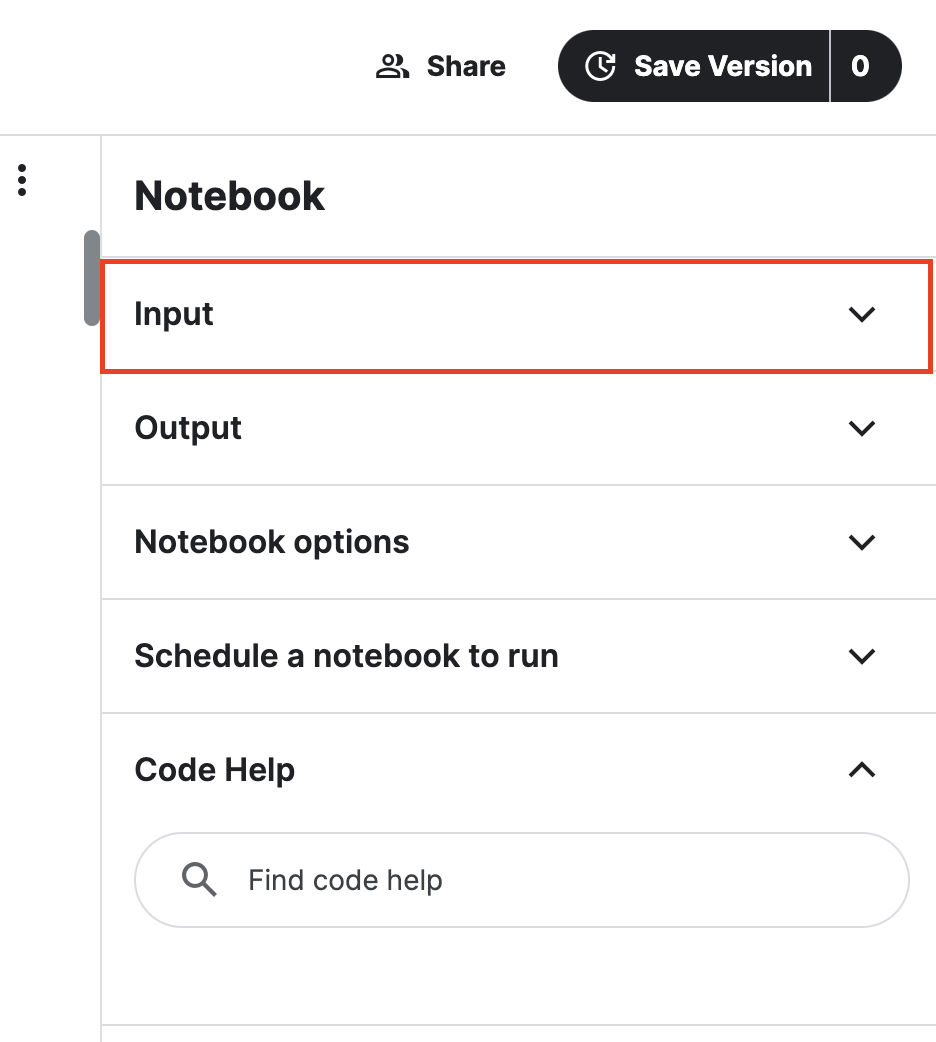 Share
Save Version
0
Notebook
Input
Output
Notebook options
Schedule a notebook to run
Code Help
Find code help